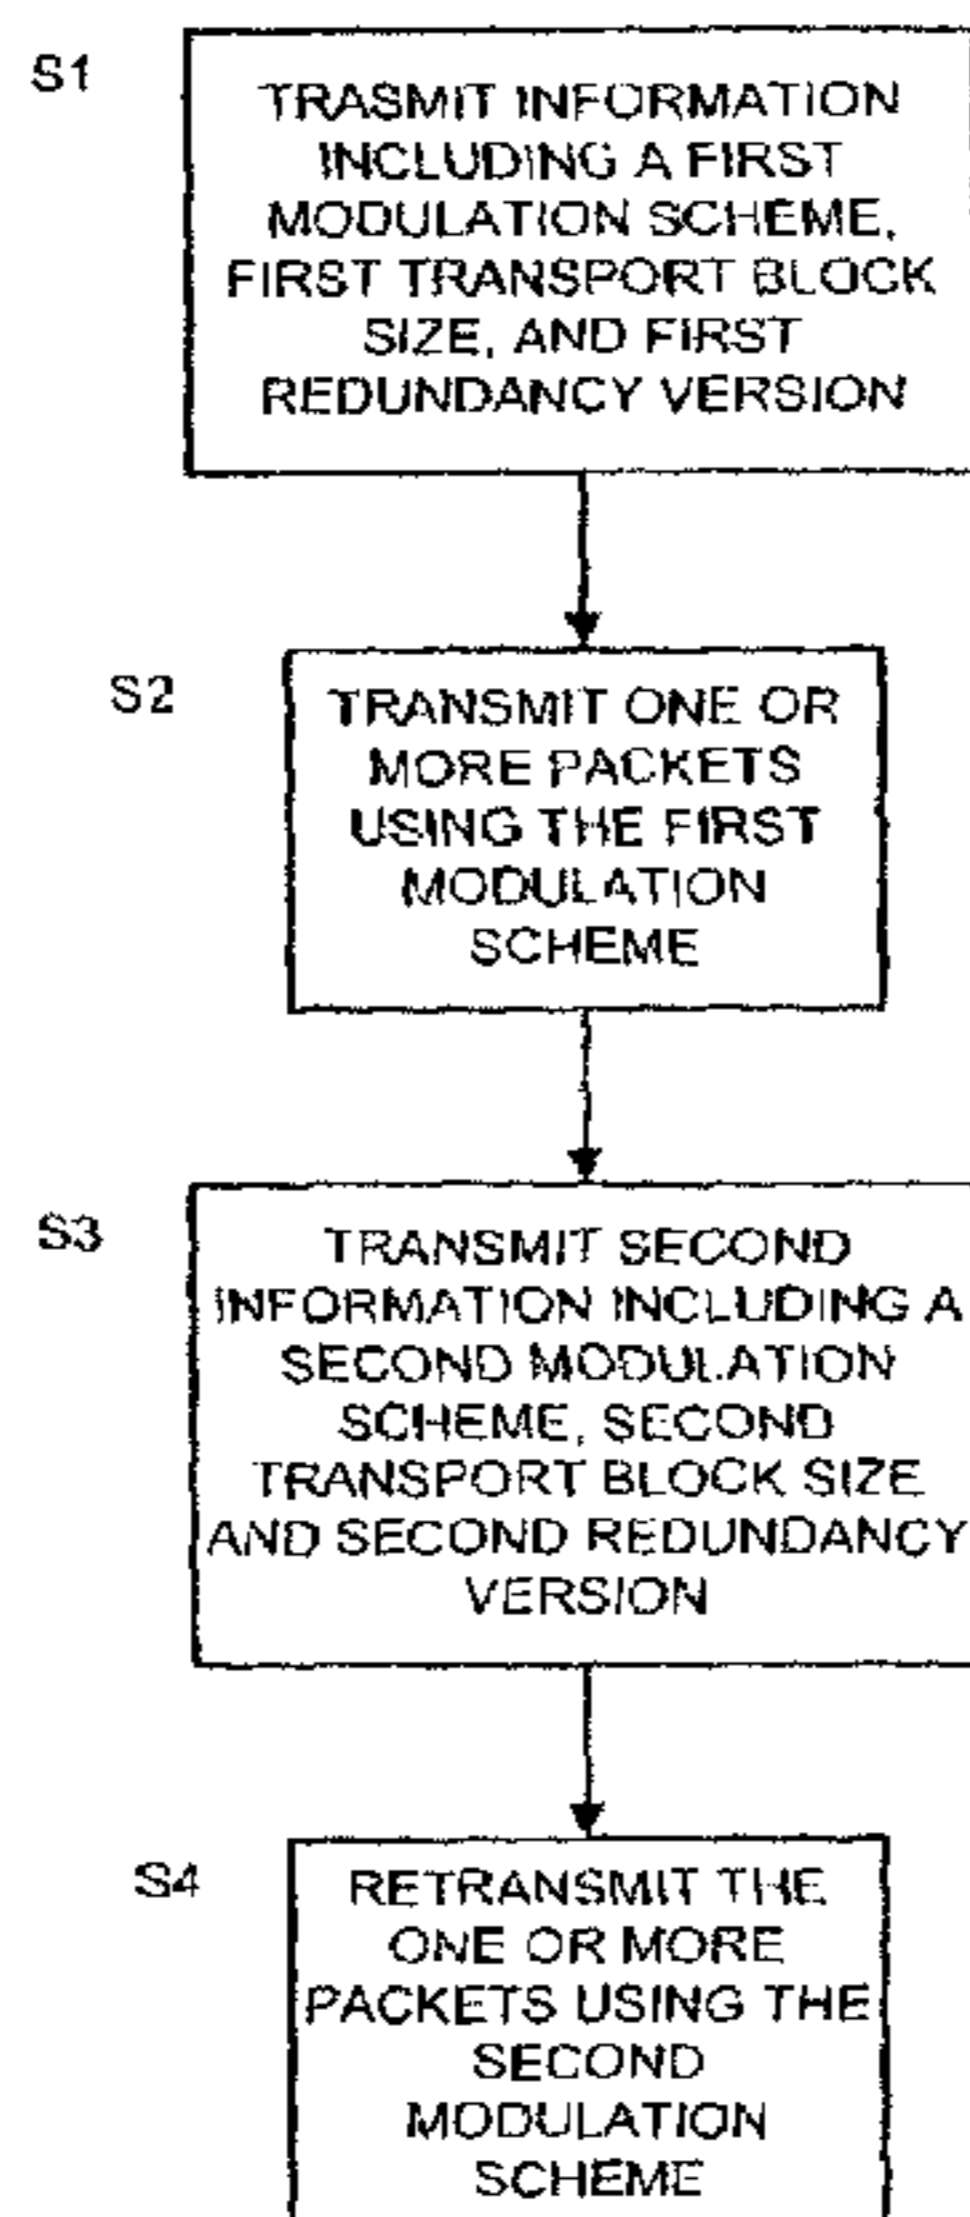 S1
TRASMIT INFORMATION
INCLUDING A FIRST
MODULATION SCHEME,
FIRST TRANSPORT BLOCK
SIZE, AND FIRST
REDUNDANCY VERSION
S2
TRANSMIT ONE OR
MORE PACKETS
USING THE FIRST
MODULATION
SCHEME
S3
TRANSMIT SECOND
INFORMATION INCLUDING A
SECOND MODULATION
SCHEME, SECOND
TRANSPORT BLOCK SIZE
AND SECOND REDUNDANCY
VERSION
S4
RETRANSMIT THE
ONE OR MORE
PACKETS USING THE
SECOND
MODULATION
SCHEME